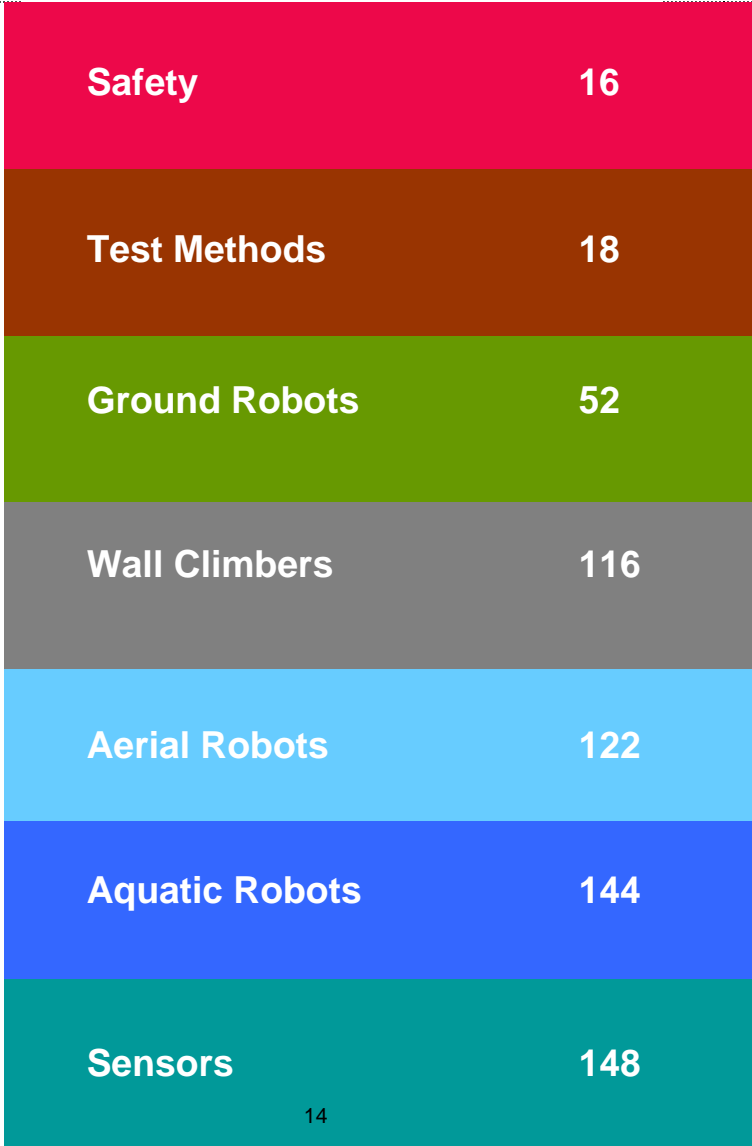 Safety 16
Test Methods 18
Ground Robots 52
Wall Climbers 116
Aerial Robots 122
Aquatic Robots 144
Sensors 148
14